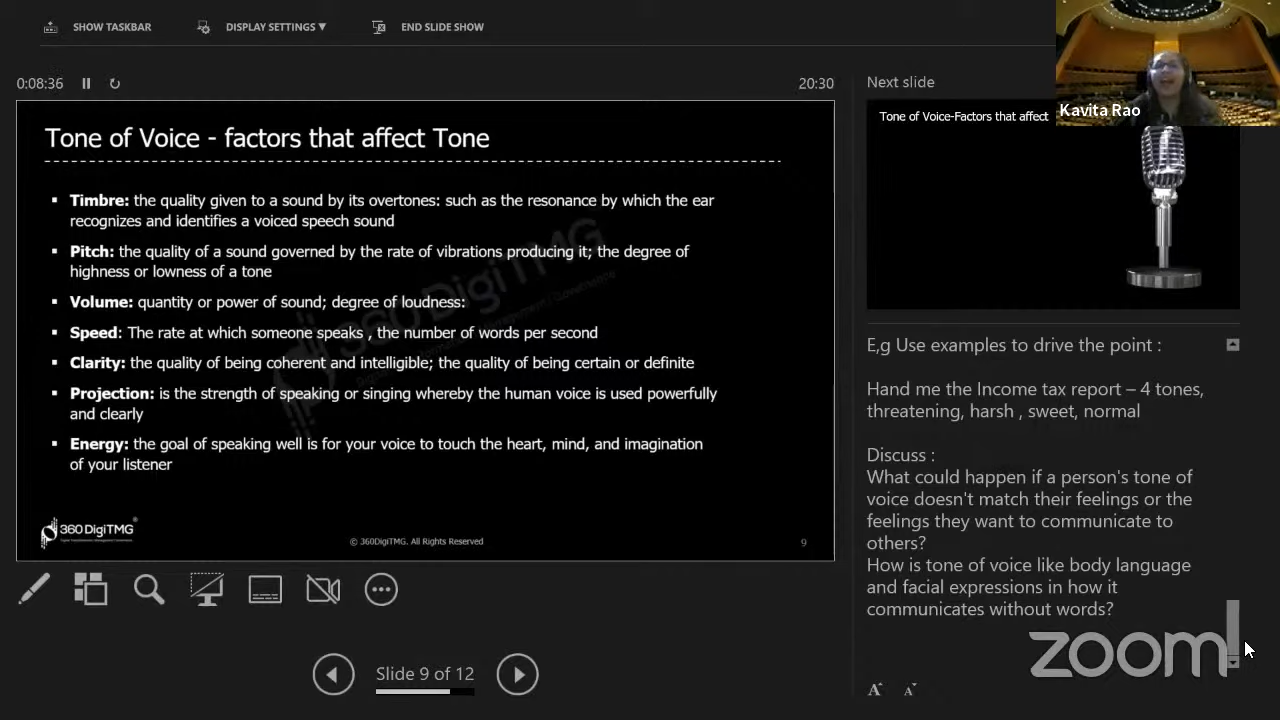 SHOW TASKBAR
DISPLAY SETTINGS ▼
END SLIDE SHOW
0:08:36
20:30
Next slide
Kavita Rao
Tone of Voice - factors that affect Tone
Timbre: the quality given to a sound by its overtones: such as the resonance by which the ear
recognizes and identifies a voiced speech sound
Pitch: the quality of a sound governed by the rate of vibrations producing it; the degree of
highness or lowness of a tone
Volume: quantity or power of sound; degree of loudness:
Speed: The rate at which someone speaks , the number of words per second
Clarity: the quality of being coherent and intelligible; the quality of being certain or definite
Projection: is the strength of speaking or singing whereby the human voice is used powerfully
and clearly
Energy: the goal of speaking well is for your voice to touch the heart, mind, and imagination
of your listener
360DigiTMG
360 DigiTMG®
© 360DigiTMG. All Rights Reserved
9
Tone of Voice-Factors that affect
E,g Use examples to drive the point :
Hand me the Income tax report – 4 tones,
threatening, harsh , sweet, normal
Discuss :
What could happen if a person's tone of
voice doesn't match their feelings or the
feelings they want to communicate to
others?
How is tone of voice like body language
and facial expressions in how it
communicates without words?
Slide 9 of 12
A A
zoom